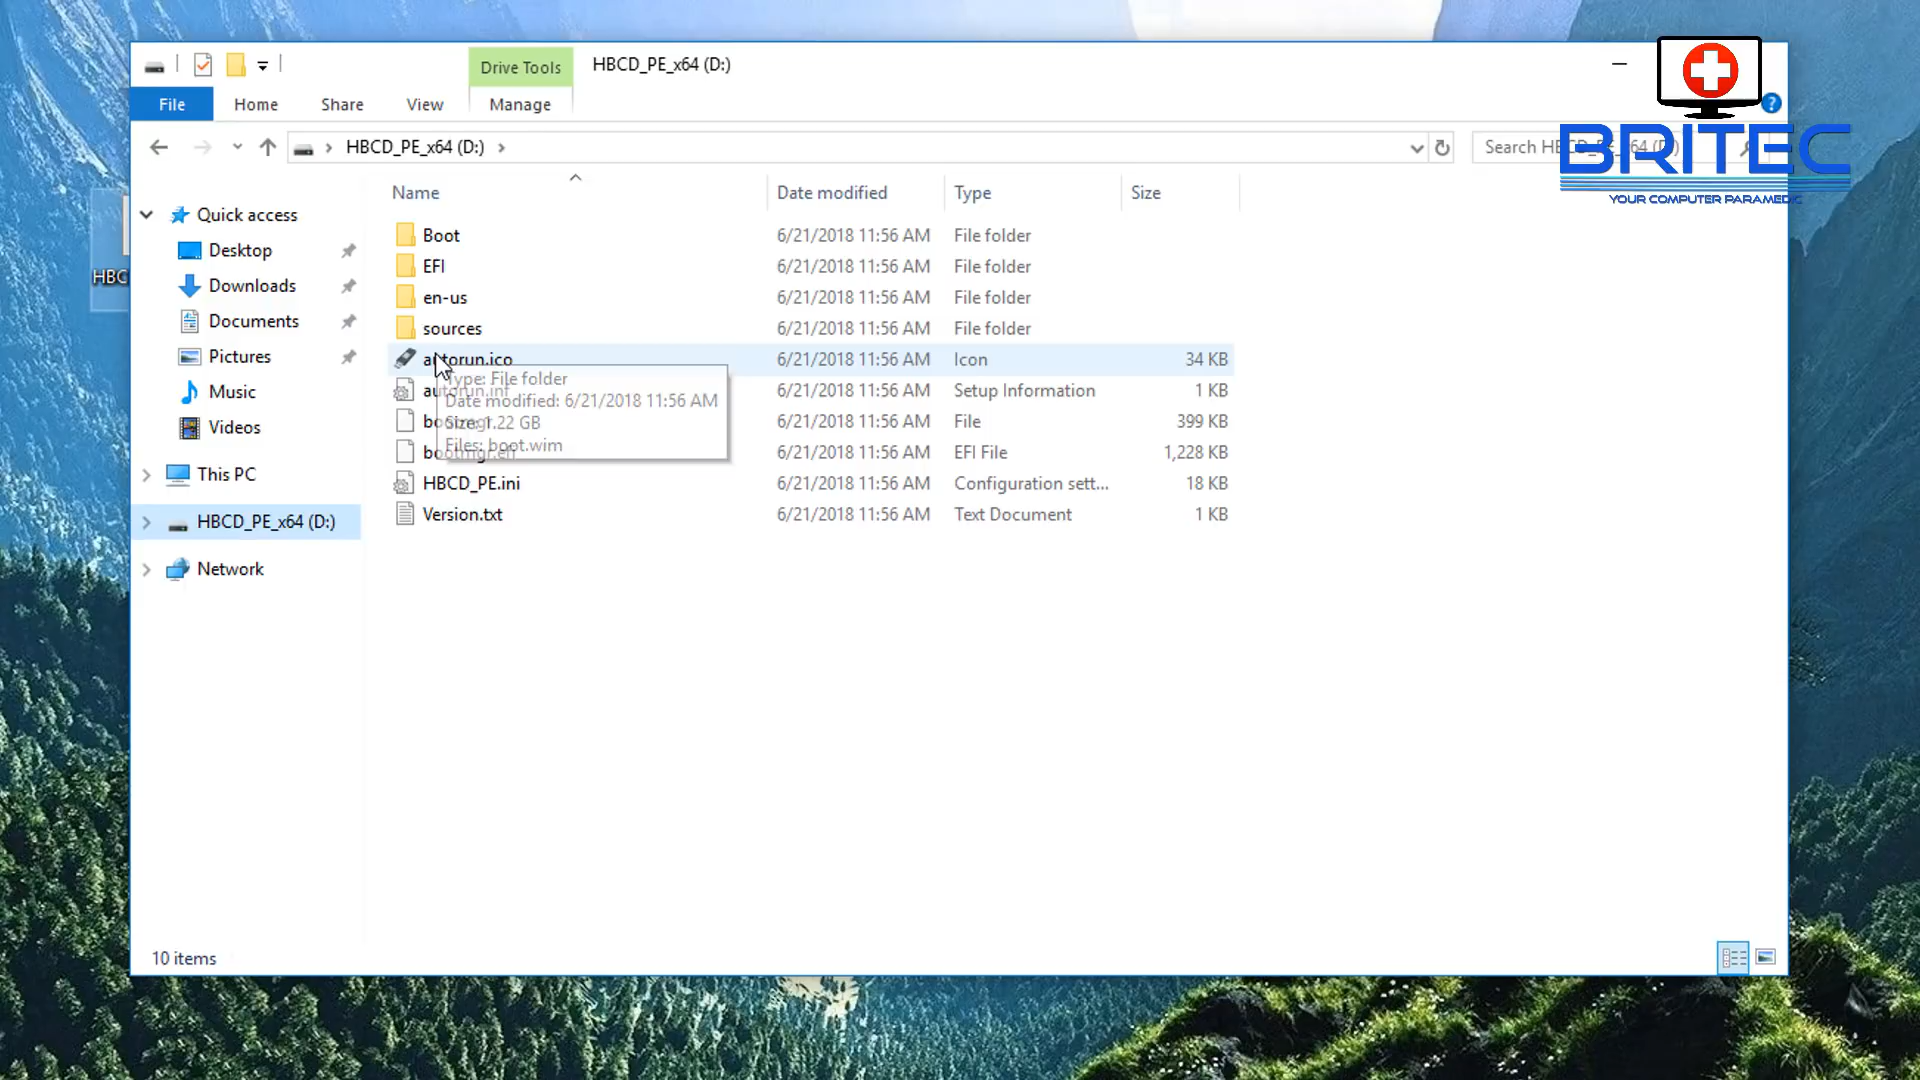 Drive Tools
HBCD_PE_x64 (D:)
File
Home
Share
View
Manage
HBCD_PE_x64 (D:)
Search HBCD_PE_x64 (D:)
BRITEC
YOUR COMPUTER PARAMEDIC
HBC
Quick access
Desktop
Downloads
Documents
Pictures
Music
Videos
This PC
HBCD_PE_x64 (D:)
Network
Name
Date modified
Type
Size
Boot 6/21/2018 11:56 AM File folder
EFI 6/21/2018 11:56 AM File folder
en-us 6/21/2018 11:56 AM File folder
sources 6/21/2018 11:56 AM File folder
autorun.ico 6/21/2018 11:56 AM Icon 34 KB
autorun.inf 6/21/2018 11:56 AM Setup Information 1 KB
bootmgr 6/21/2018 11:56 AM File 399 KB
bootmgr.efi 6/21/2018 11:56 AM EFI File 1,228 KB
HBCD_PE.ini 6/21/2018 11:56 AM Configuration sett... 18 KB
Version.txt 6/21/2018 11:56 AM Text Document 1 KB
Type: File folder
Date modified: 6/21/2018 11:56 AM
Size: 1.22 GB
Files: boot.wim
10 items